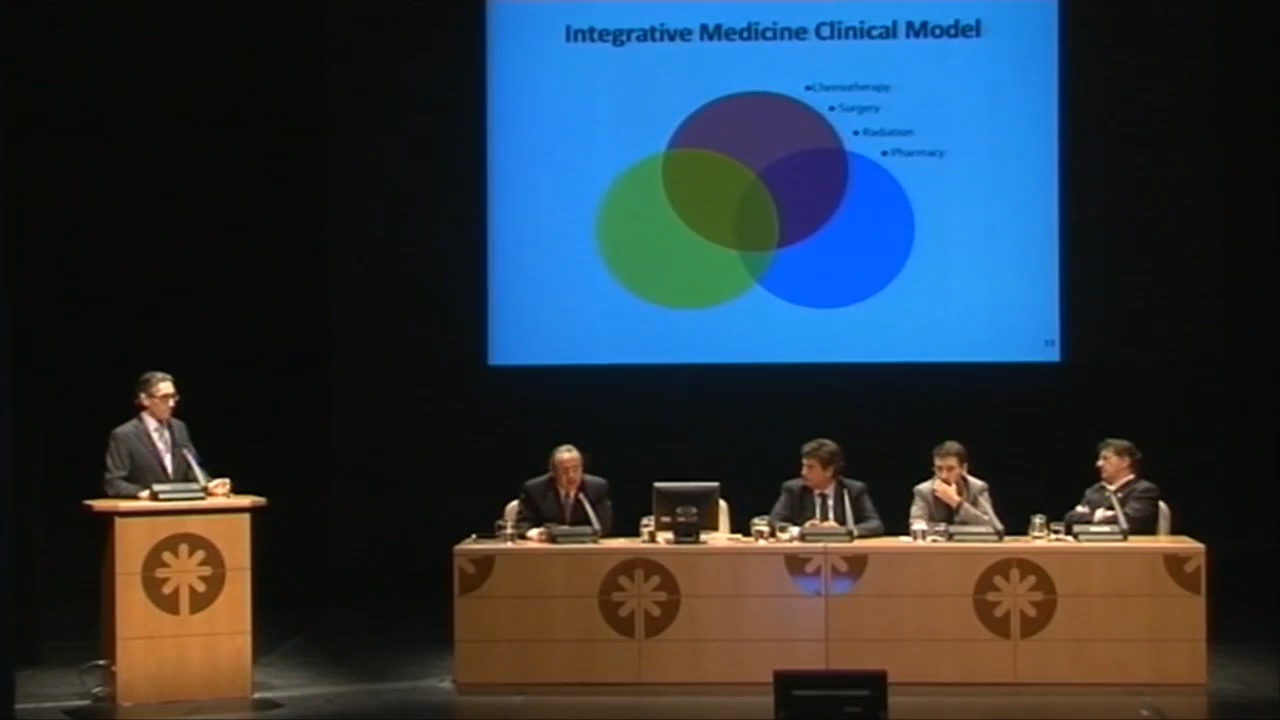 Integrative Medicine Clinical Model
•Chemotherapy
• Surgery
• Radiation
• Pharmacy